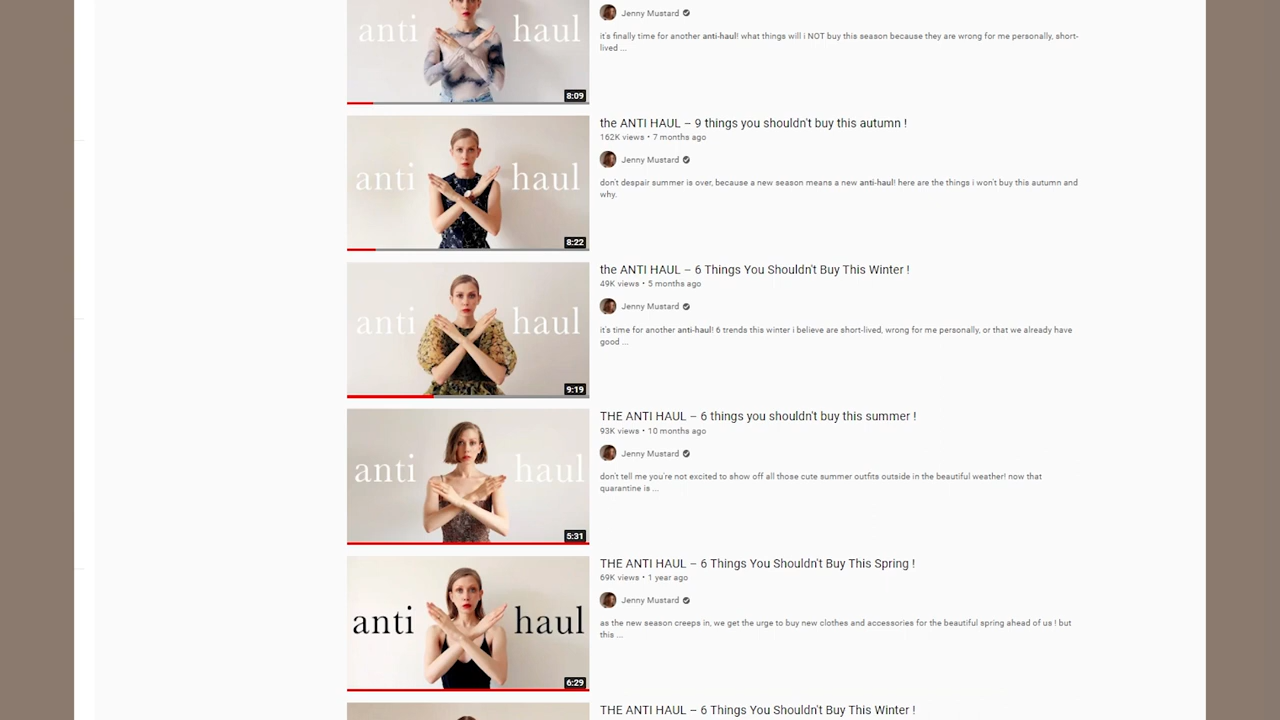 anti haul
8:09
Jenny Mustard
it's finally time for another anti-haul! what things will i NOT buy this season because they are wrong for me personally, short-
lived ...
anti haul
8:22
the ANTI HAUL – 9 things you shouldn't buy this autumn !
162K views • 7 months ago
Jenny Mustard
don't despair summer is over, because a new season means a new anti-haul! here are the things i won't buy this autumn and
why.
anti haul
9:19
the ANTI HAUL – 6 Things You Shouldn't Buy This Winter !
49K views • 5 months ago
Jenny Mustard
it's time for another anti-haul! 6 trends this winter i believe are short-lived, wrong for me personally, or that we already have
good ...
anti haul
5:31
THE ANTI HAUL – 6 things you shouldn't buy this summer !
93K views • 10 months ago
Jenny Mustard
don't tell me you're not excited to show off all those cute summer outfits outside in the beautiful weather! now that
quarantine is ...
anti haul
6:29
THE ANTI HAUL – 6 Things You Shouldn't Buy This Spring !
69K views • 1 year ago
Jenny Mustard
as the new season creeps in, we get the urge to buy new clothes and accessories for the beautiful spring ahead of us ! but
this ...
THE ANTI HAUL – 6 Things You Shouldn't Buy This Winter !